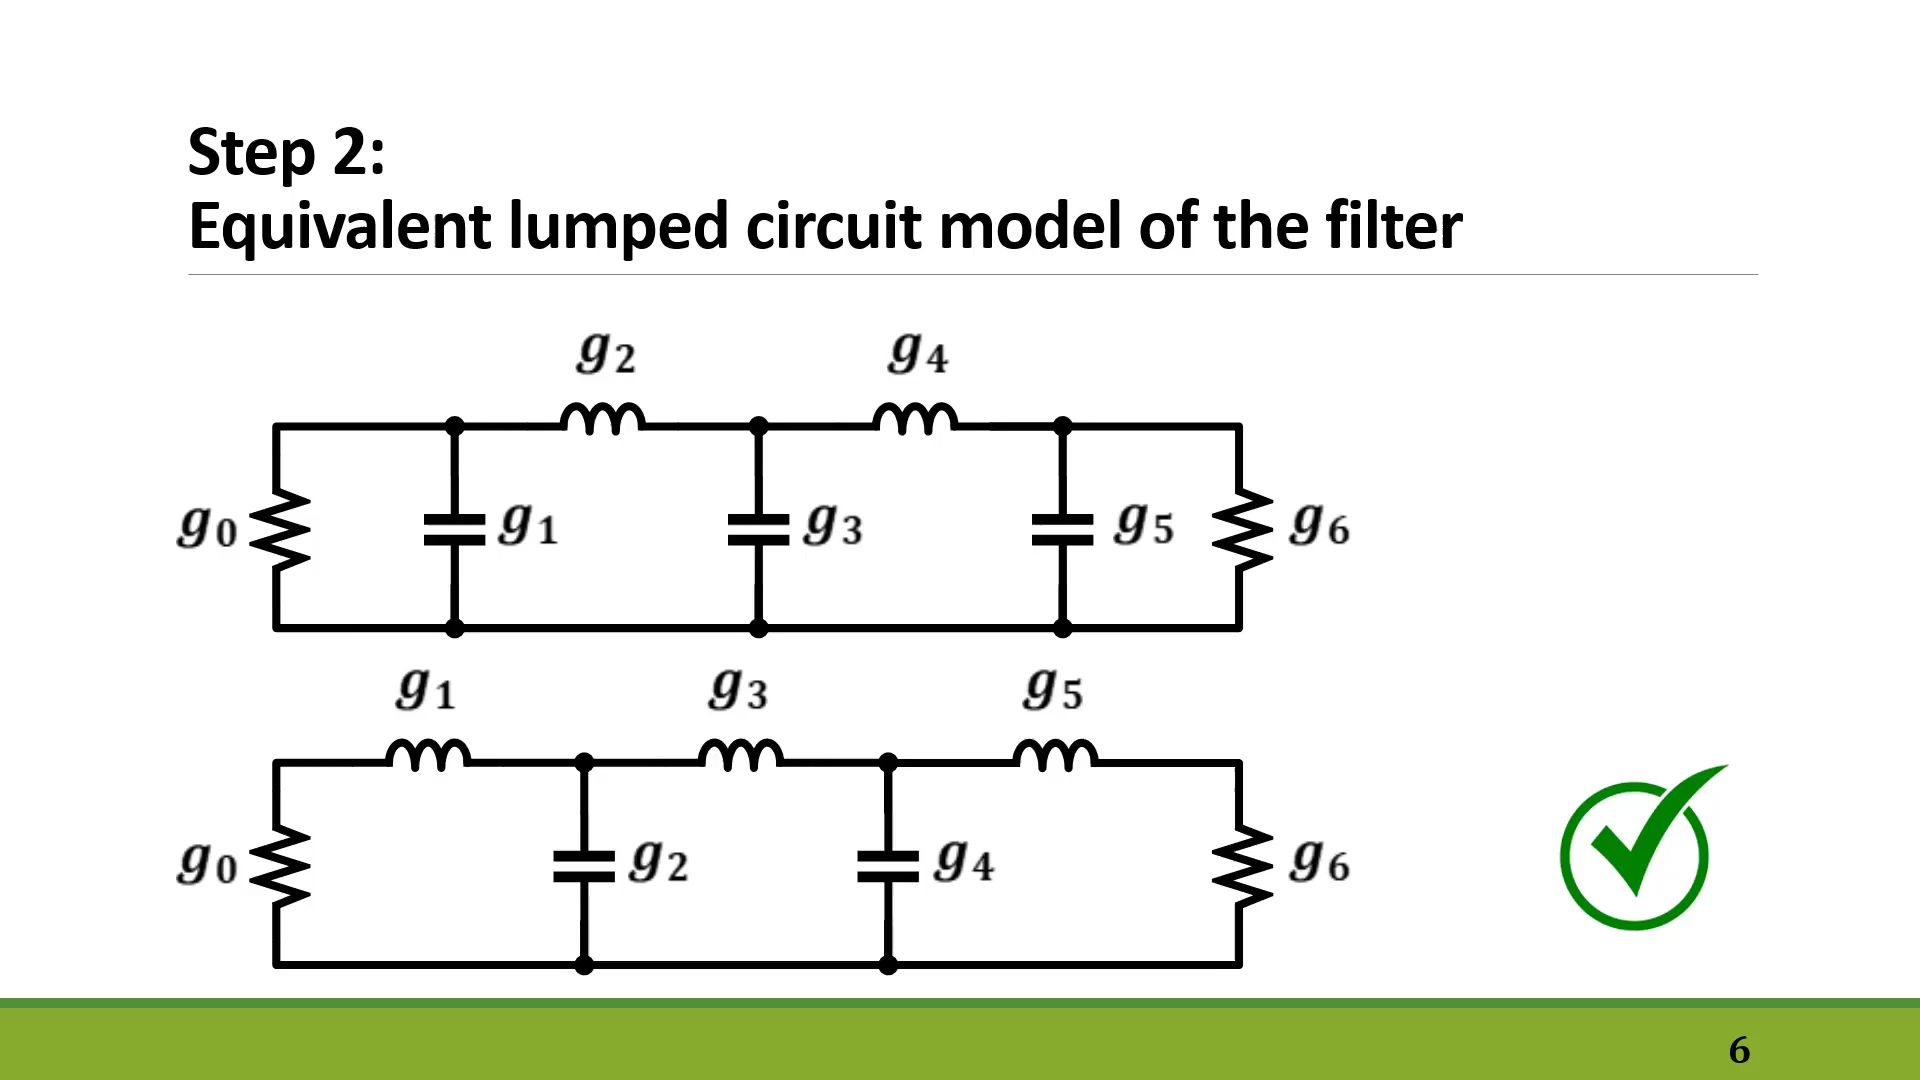 Step 2:
Equivalent lumped circuit model of the filter
g2 g4
g0 g1 g3 g5 g6
g1 g3 g5
g0 g2 g4 g6
6